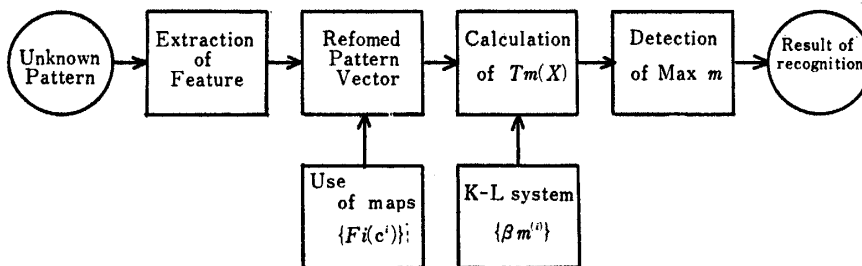 Unknown
Pattern
Extraction
of
Feature
Refomed
Pattern
Vector
Calculation
of Tm(X)
Detection
of Max m
Result of
recognition
Use
of maps
{Fi(cⁱ)}
K-L system
{βm⁽ⁱ⁾}